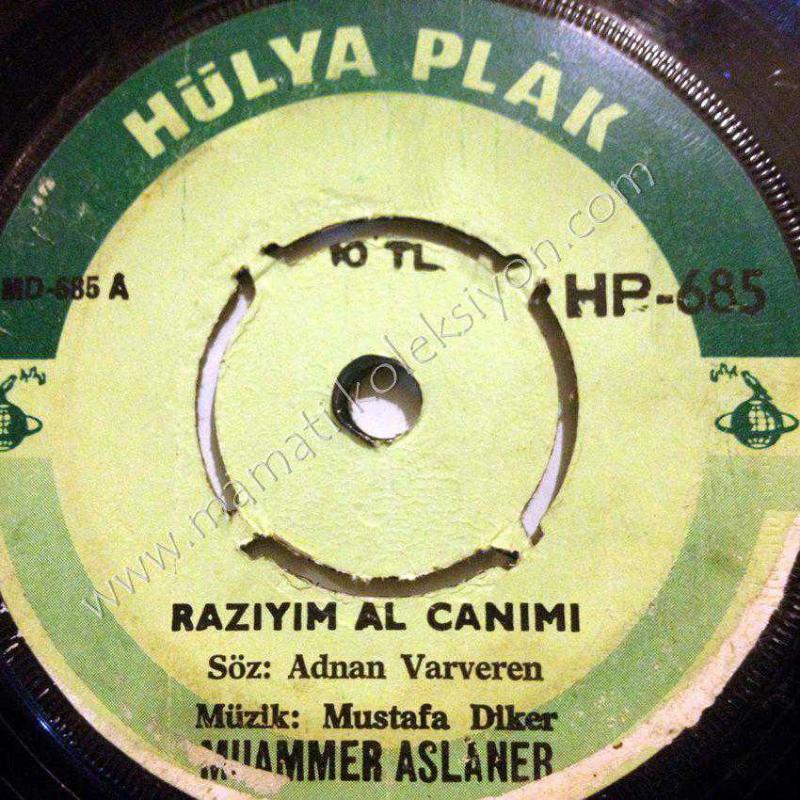 HÜLYA PLÂK
10 TL
MD-685 A
HP-685
www.mamatikoleksiyon.com
RAZIYIM AL CANIMI
Söz: Adnan Varveren
Müzik: Mustafa Diker
MUAMMER ASLANER